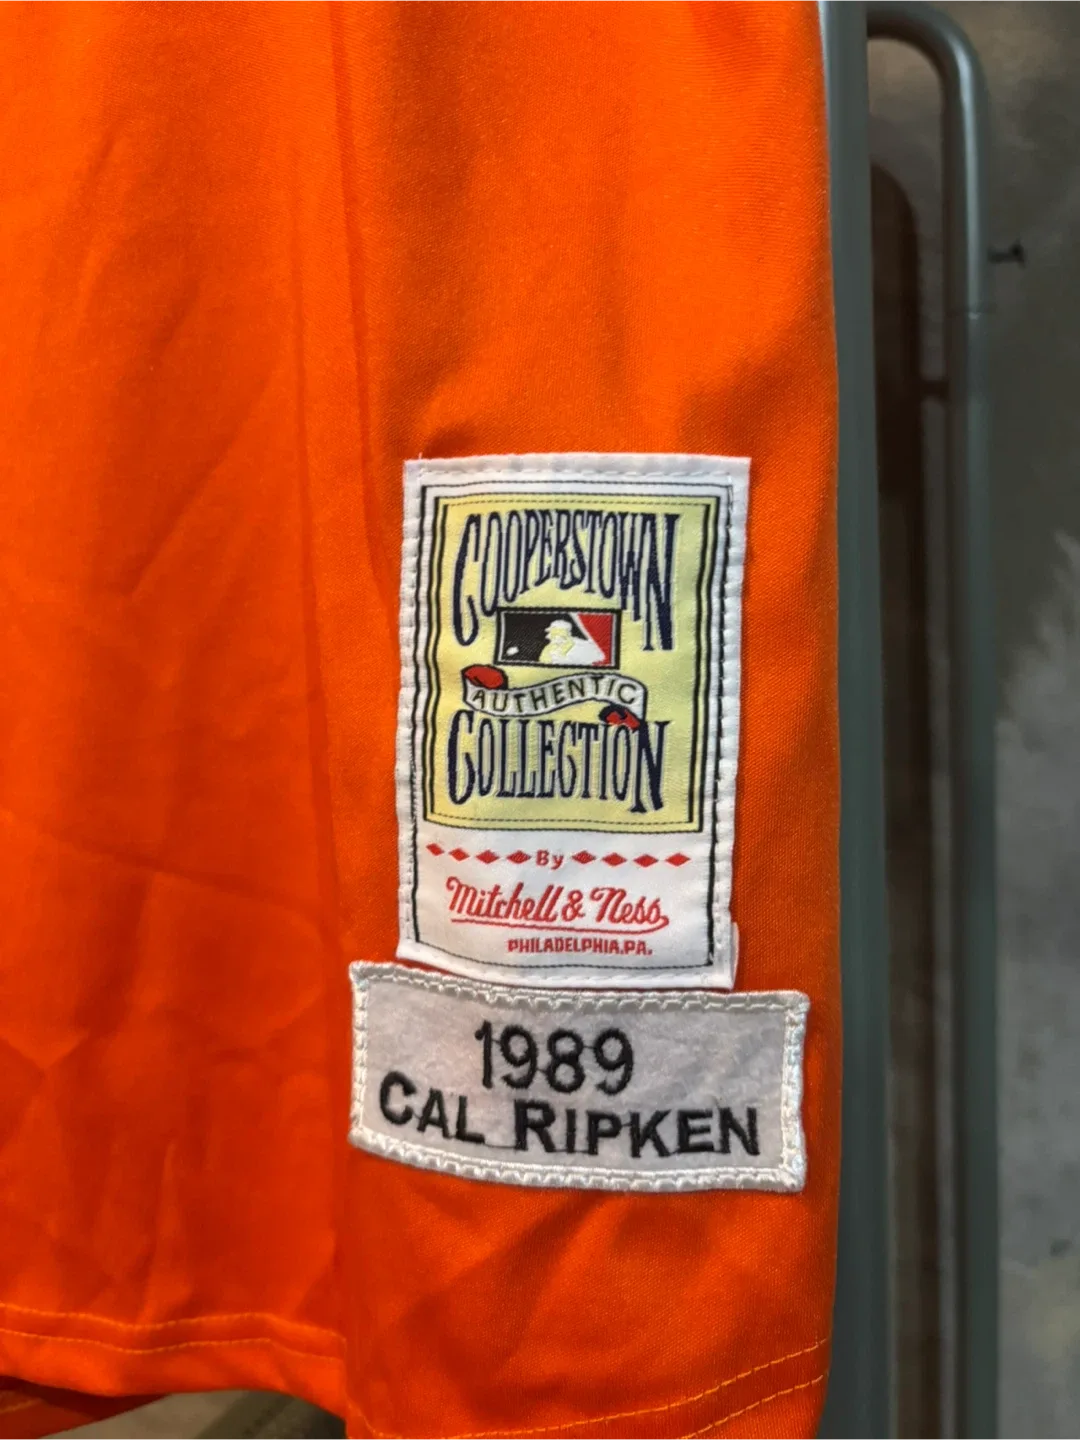 COOPERSTOWN
AUTHENTIC
COLLECTION
By
Mitchell & Ness
PHILADELPHIA, PA.
1989
CAL RIPKEN